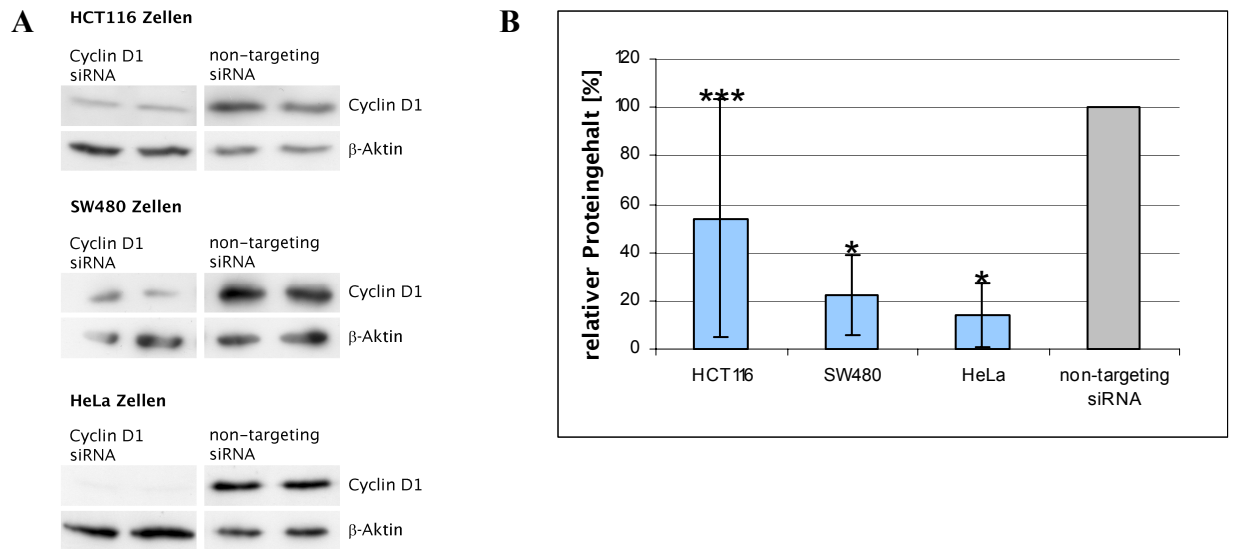 A
HCT116 Zellen
Cyclin D1
siRNA
non-targeting
siRNA
Cyclin D1
β-Aktin
SW480 Zellen
Cyclin D1
siRNA
non-targeting
siRNA
Cyclin D1
β-Aktin
HeLa Zellen
Cyclin D1
siRNA
non-targeting
siRNA
Cyclin D1
β-Aktin
B
relativer Proteingehalt [%]
120
100
80
60
40
20
0
***
*
*
HCT116
SW480
HeLa
non-targeting
siRNA